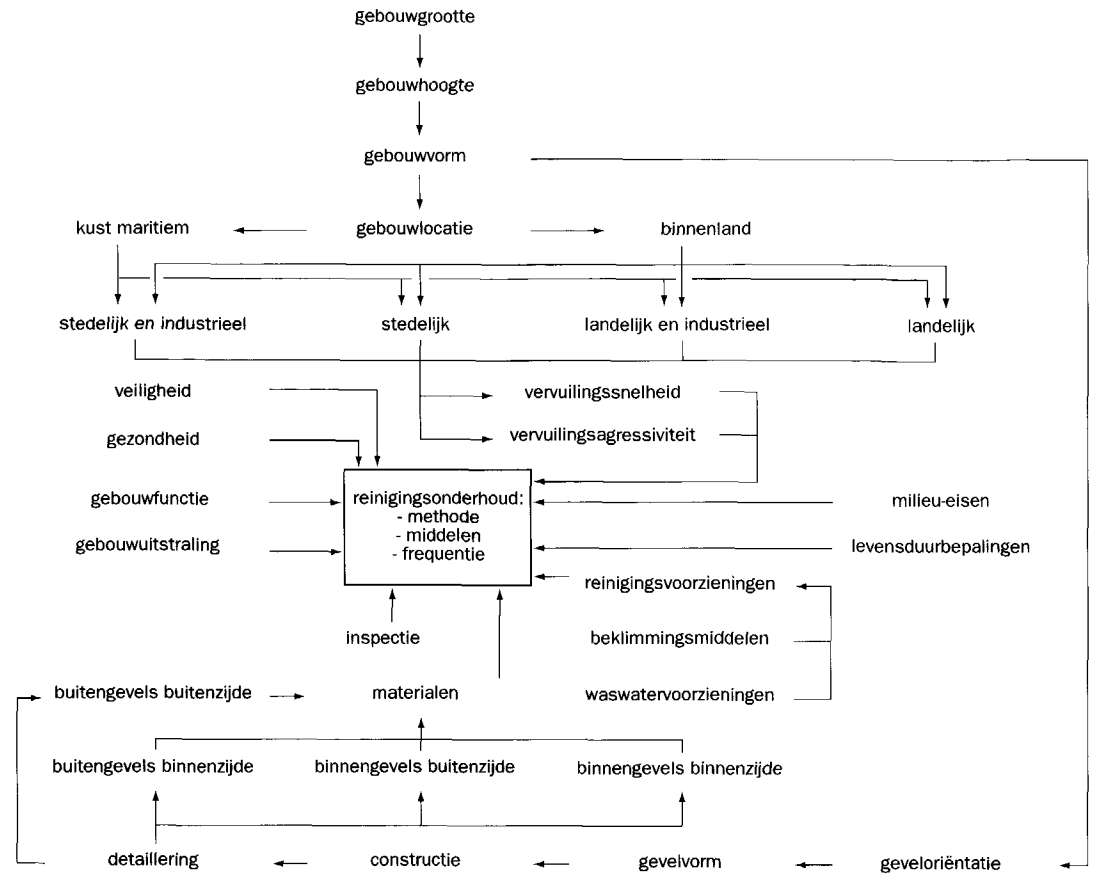 gebouwgrootte
gebouwhoogte
gebouwvorm
kust maritiem
gebouwlocatie
binnenland
stedelijk en industrieel
stedelijk
landelijk en industrieel
landelijk
veiligheid
vervuilingssnelheid
gezondheid
vervuilingsagressiviteit
gebouwfunctie
reinigingsonderhoud:
- methode
- middelen
- frequentie
milieu-eisen
gebouwuitstraling
levensduurbepalingen
reinigingsvoorzieningen
inspectie
beklimmingsmiddelen
buitengevels buitenzijde
materialen
waswatervoorzieningen
buitengevels binnenzijde
binnengevels buitenzijde
binnengevels binnenzijde
detaillering
constructie
gevelvorm
geveloriëntatie